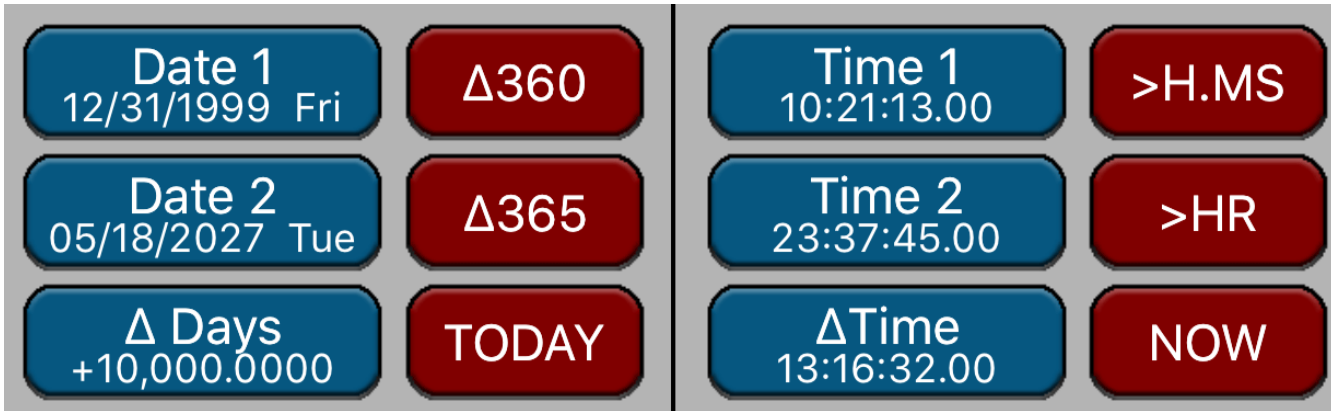 Date 1
12/31/1999 Fri
Δ360
Date 2
05/18/2027 Tue
Δ365
Δ Days
+10,000.0000
TODAY
Time 1
10:21:13.00
>H.MS
Time 2
23:37:45.00
>HR
ΔTime
13:16:32.00
NOW